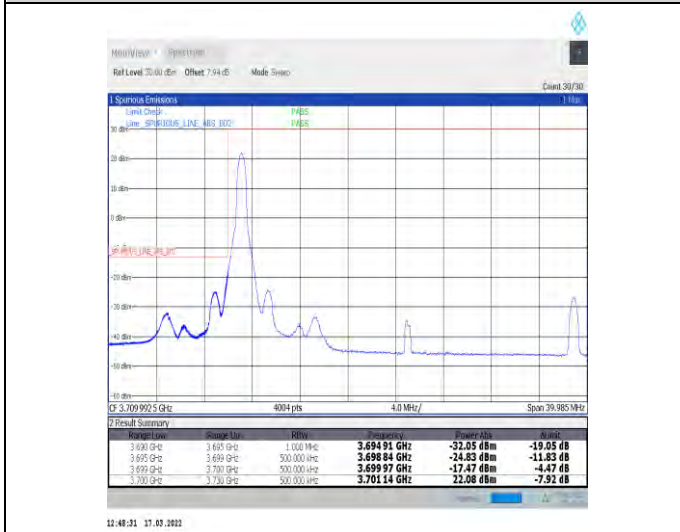 MultiView Spectrum
Ref Level 30.00 dBm Offset 7.94 dB Mode Sweep
Count 30/30
1 Spurious Emissions
Limit Check PASS
Line _SPURIOUS_LINE_ABS_002 PASS
30 dBm
20 dBm
10 dBm
0 dBm
-20 dBm
-30 dBm
-40 dBm
-50 dBm
-60 dBm
CF 3.7099925 GHz 4004 pts 4.0 MHz/ Span 39.985 MHz
2 Result Summary
Range Low Range Up RBW Frequency Power Abs ΔLimit
3.690 GHz 3.695 GHz 1.000 MHz 3.694 91 GHz -32.05 dBm -19.05 dB
3.695 GHz 3.699 GHz 500.000 kHz 3.698 84 GHz -24.83 dBm -11.83 dB
3.699 GHz 3.700 GHz 500.000 kHz 3.699 97 GHz -17.47 dBm -4.47 dB
3.700 GHz 3.730 GHz 500.000 kHz 3.701 14 GHz 22.08 dBm -7.92 dB
12:48:31 17.03.2022